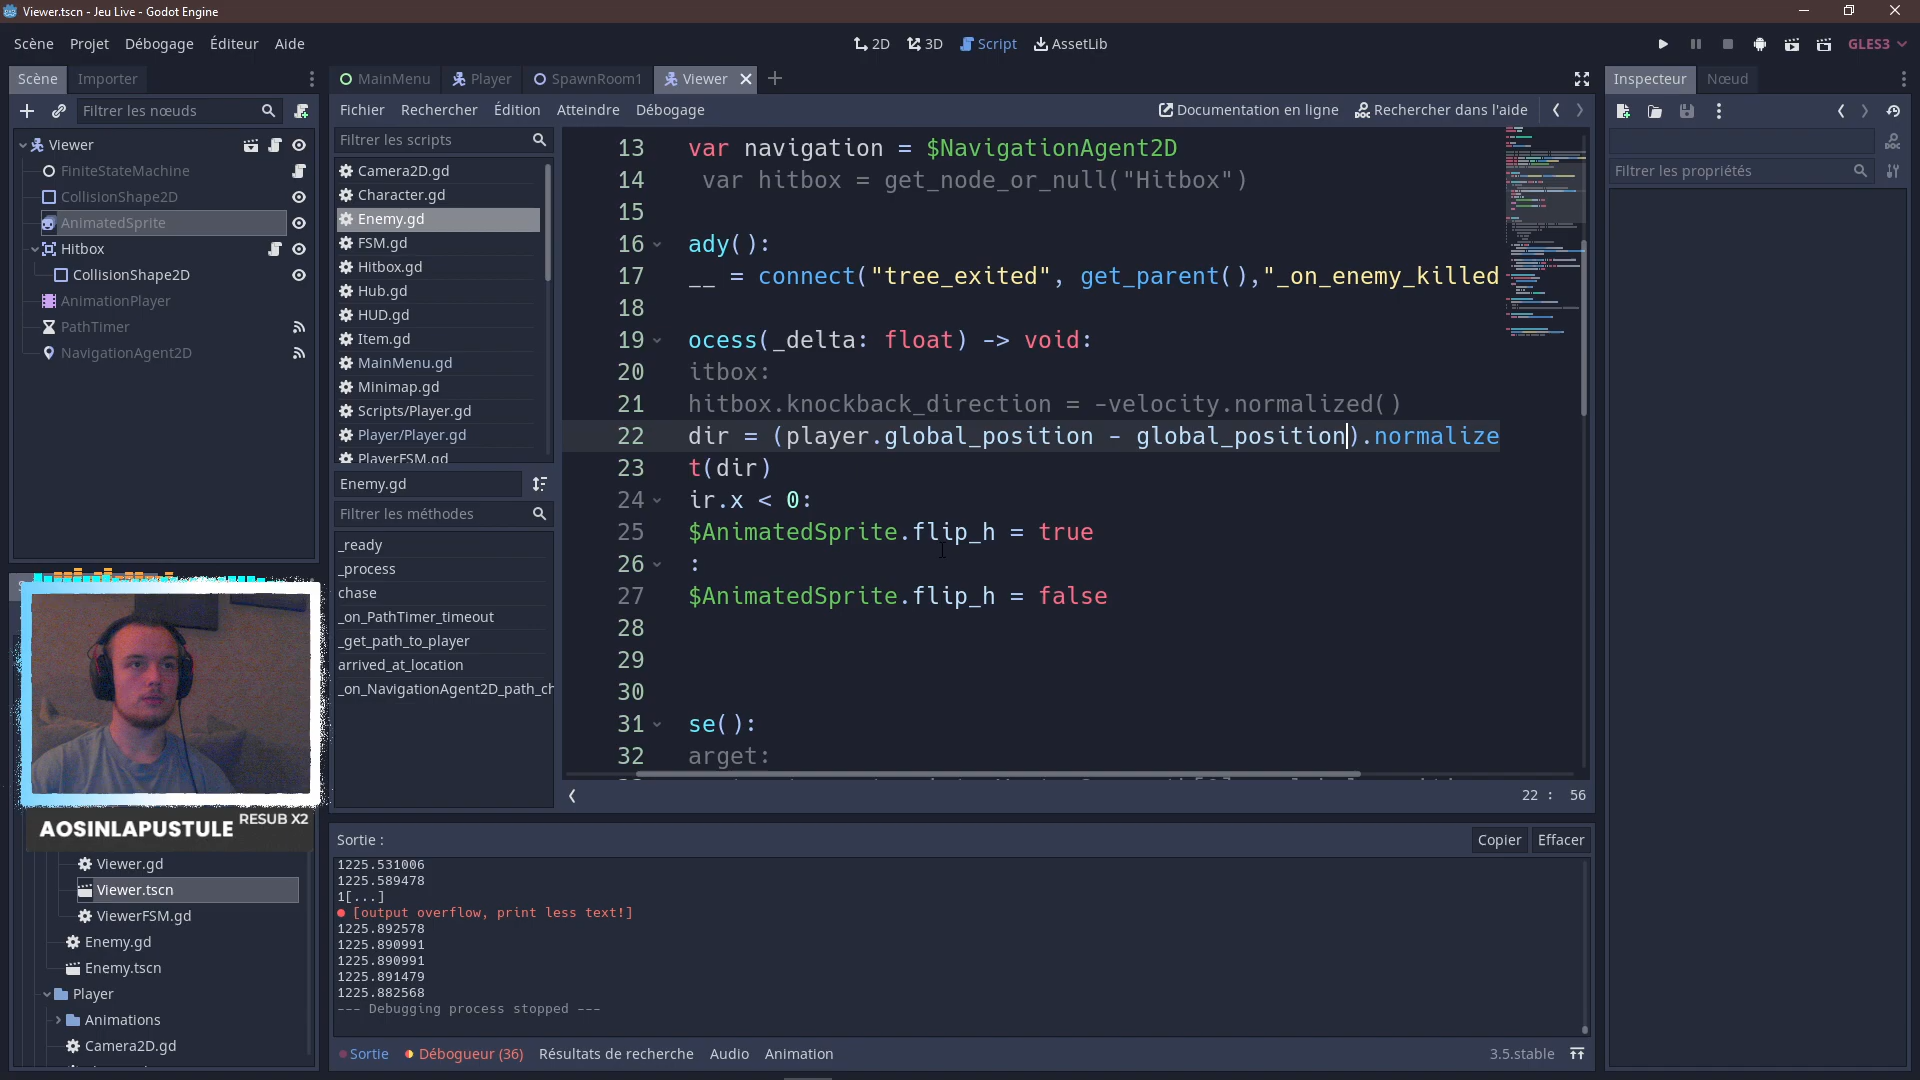 Viewer.tscn - Jeu Live - Godot Engine
Scène Projet Débogage Éditeur Aide
2D 3D Script AssetLib
GLES3
Scène Importer
MainMenu Player SpawnRoom1 Viewer
Inspecteur Nœud
Filtrer les nœuds
Fichier Rechercher Édition Atteindre Débogage
Documentation en ligne Rechercher dans l'aide
Filtrer les propriétés
Viewer
FiniteStateMachine
CollisionShape2D
AnimatedSprite
Hitbox
CollisionShape2D
AnimationPlayer
PathTimer
NavigationAgent2D
Filtrer les scripts
Camera2D.gd
Character.gd
Enemy.gd
FSM.gd
Hitbox.gd
Hub.gd
HUD.gd
Item.gd
MainMenu.gd
Minimap.gd
Scripts/Player.gd
Player/Player.gd
PlayerFSM.gd
Enemy.gd
Filtrer les méthodes
_ready
_process
chase
_on_PathTimer_timeout
_get_path_to_player
arrived_at_location
_on_NavigationAgent2D_path_ch
13 var navigation = $NavigationAgent2D
14 var hitbox = get_node_or_null("Hitbox")
15
16 ady():
17 __ = connect("tree_exited", get_parent(),"_on_enemy_killed
18
19 ocess(_delta: float) -> void:
20 itbox:
21 hitbox.knockback_direction = -velocity.normalized()
22 dir = (player.global_position - global_position).normalize
23 t(dir)
24 ir.x < 0:
25 $AnimatedSprite.flip_h = true
26 :
27 $AnimatedSprite.flip_h = false
28
29
30
31 se():
32 arget:
22 : 56
AOSINLAPUSTULE RESUB X2
Viewer.gd
Viewer.tscn
ViewerFSM.gd
Enemy.gd
Enemy.tscn
Player
Animations
Camera2D.gd
Sortie :
Copier Effacer
1225.531006
1225.589478
1[...]
[output overflow, print less text!]
1225.892578
1225.890991
1225.890991
1225.891479
1225.882568
--- Debugging process stopped ---
Sortie Débogueur (36) Résultats de recherche Audio Animation
3.5.stable